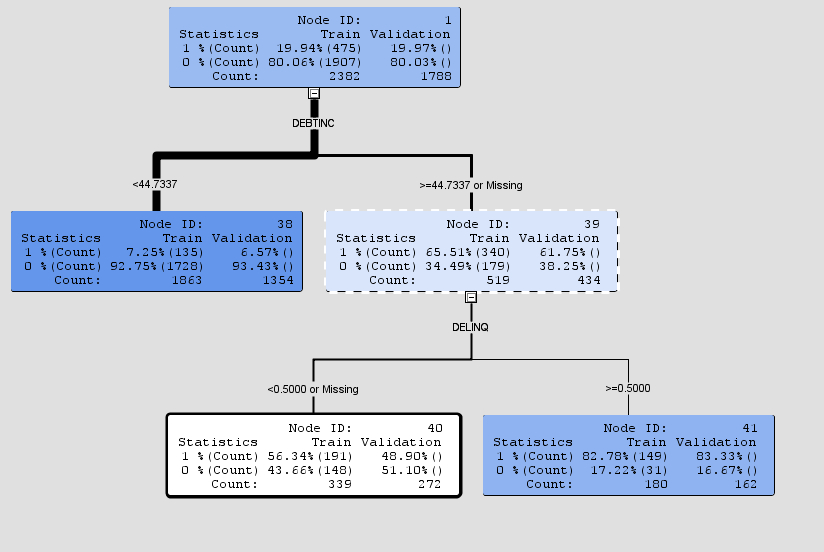 Node ID: 1
Statistics Train Validation
1 %(Count) 19.94%(475) 19.97%()
0 %(Count) 80.06%(1907) 80.03%()
Count: 2382 1788
DEBTINC
<44.7337
>=44.7337 or Missing
Node ID: 38
Statistics Train Validation
1 %(Count) 7.25%(135) 6.57%()
0 %(Count) 92.75%(1728) 93.43%()
Count: 1863 1354
Node ID: 39
Statistics Train Validation
1 %(Count) 65.51%(340) 61.75%()
0 %(Count) 34.49%(179) 38.25%()
Count: 519 434
DELINQ
<0.5000 or Missing
>=0.5000
Node ID: 40
Statistics Train Validation
1 %(Count) 56.34%(191) 48.90%()
0 %(Count) 43.66%(148) 51.10%()
Count: 339 272
Node ID: 41
Statistics Train Validation
1 %(Count) 82.78%(149) 83.33%()
0 %(Count) 17.22%(31) 16.67%()
Count: 180 162